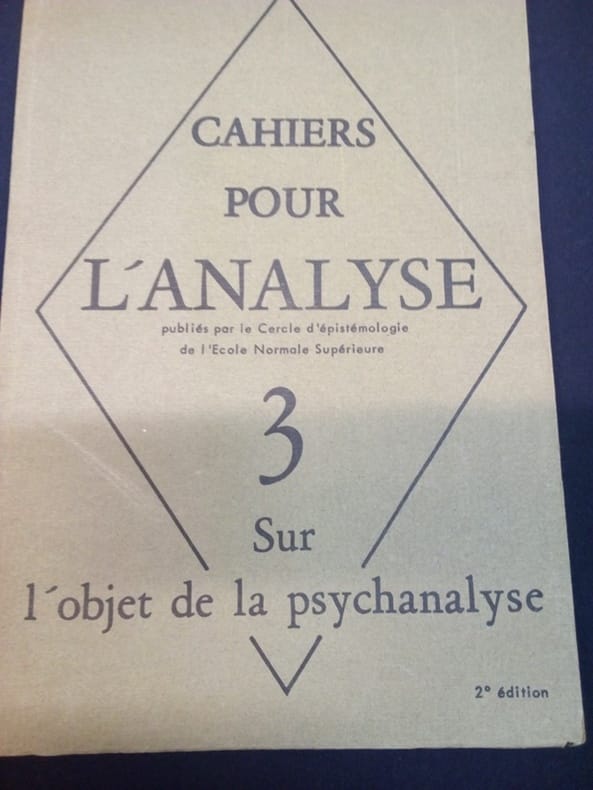 CAHIERS
POUR
L´ANALYSE
publiés par le Cercle d'épistémologie
de l'Ecole Normale Supérieure
3
Sur
l´objet de la psychanalyse
2° édition